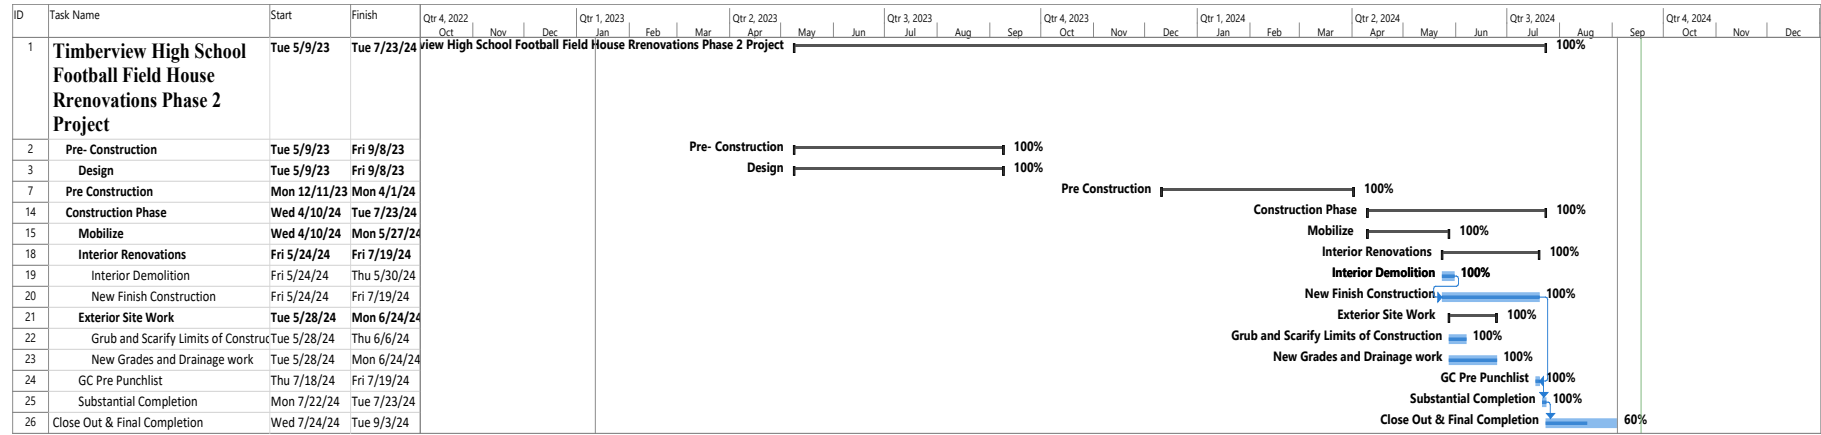 ID Task Name Start Finish Qtr 4, 2022 Qtr 1, 2023 Qtr 2, 2023 Qtr 3, 2023 Qtr 4, 2023 Qtr 1, 2024 Qtr 2, 2024 Qtr 3, 2024 Qtr 4, 2024
Oct Nov Dec Jan Feb Mar Apr May Jun Jul Aug Sep Oct Nov Dec Jan Feb Mar Apr May Jun Jul Aug Sep Oct Nov Dec
1 Timberview High School Tue 5/9/23 Tue 7/23/24 view High School Football Field House Rrenovations Phase 2 Project 100%
Football Field House
Rrenovations Phase 2
Project
2 Pre- Construction Tue 5/9/23 Fri 9/8/23 Pre- Construction 100%
3 Design Tue 5/9/23 Fri 9/8/23 Design 100%
7 Pre Construction Mon 12/11/23 Mon 4/1/24 Pre Construction 100%
14 Construction Phase Wed 4/10/24 Tue 7/23/24 Construction Phase 100%
15 Mobilize Wed 4/10/24 Mon 5/27/24 Mobilize 100%
18 Interior Renovations Fri 5/24/24 Fri 7/19/24 Interior Renovations 100%
19 Interior Demolition Fri 5/24/24 Thu 5/30/24 Interior Demolition 100%
20 New Finish Construction Fri 5/24/24 Fri 7/19/24 New Finish Construction 100%
21 Exterior Site Work Tue 5/28/24 Mon 6/24/24 Exterior Site Work 100%
22 Grub and Scarify Limits of Construc Tue 5/28/24 Thu 6/6/24 Grub and Scarify Limits of Construction 100%
23 New Grades and Drainage work Tue 5/28/24 Mon 6/24/24 New Grades and Drainage work 100%
24 GC Pre Punchlist Thu 7/18/24 Fri 7/19/24 GC Pre Punchlist 100%
25 Substantial Completion Mon 7/22/24 Tue 7/23/24 Substantial Completion 100%
26 Close Out & Final Completion Wed 7/24/24 Tue 9/3/24 Close Out & Final Completion 60%